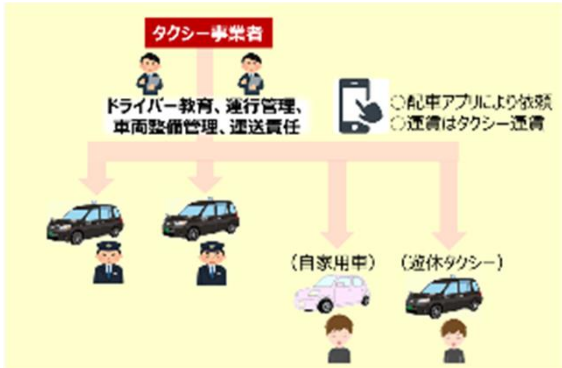 タクシー事業者
ドライバー教育、運行管理、
車両整備管理、運送責任
○配車アプリにより依頼
○運賃はタクシー運賃
（自家用車）
（遊休タクシー）